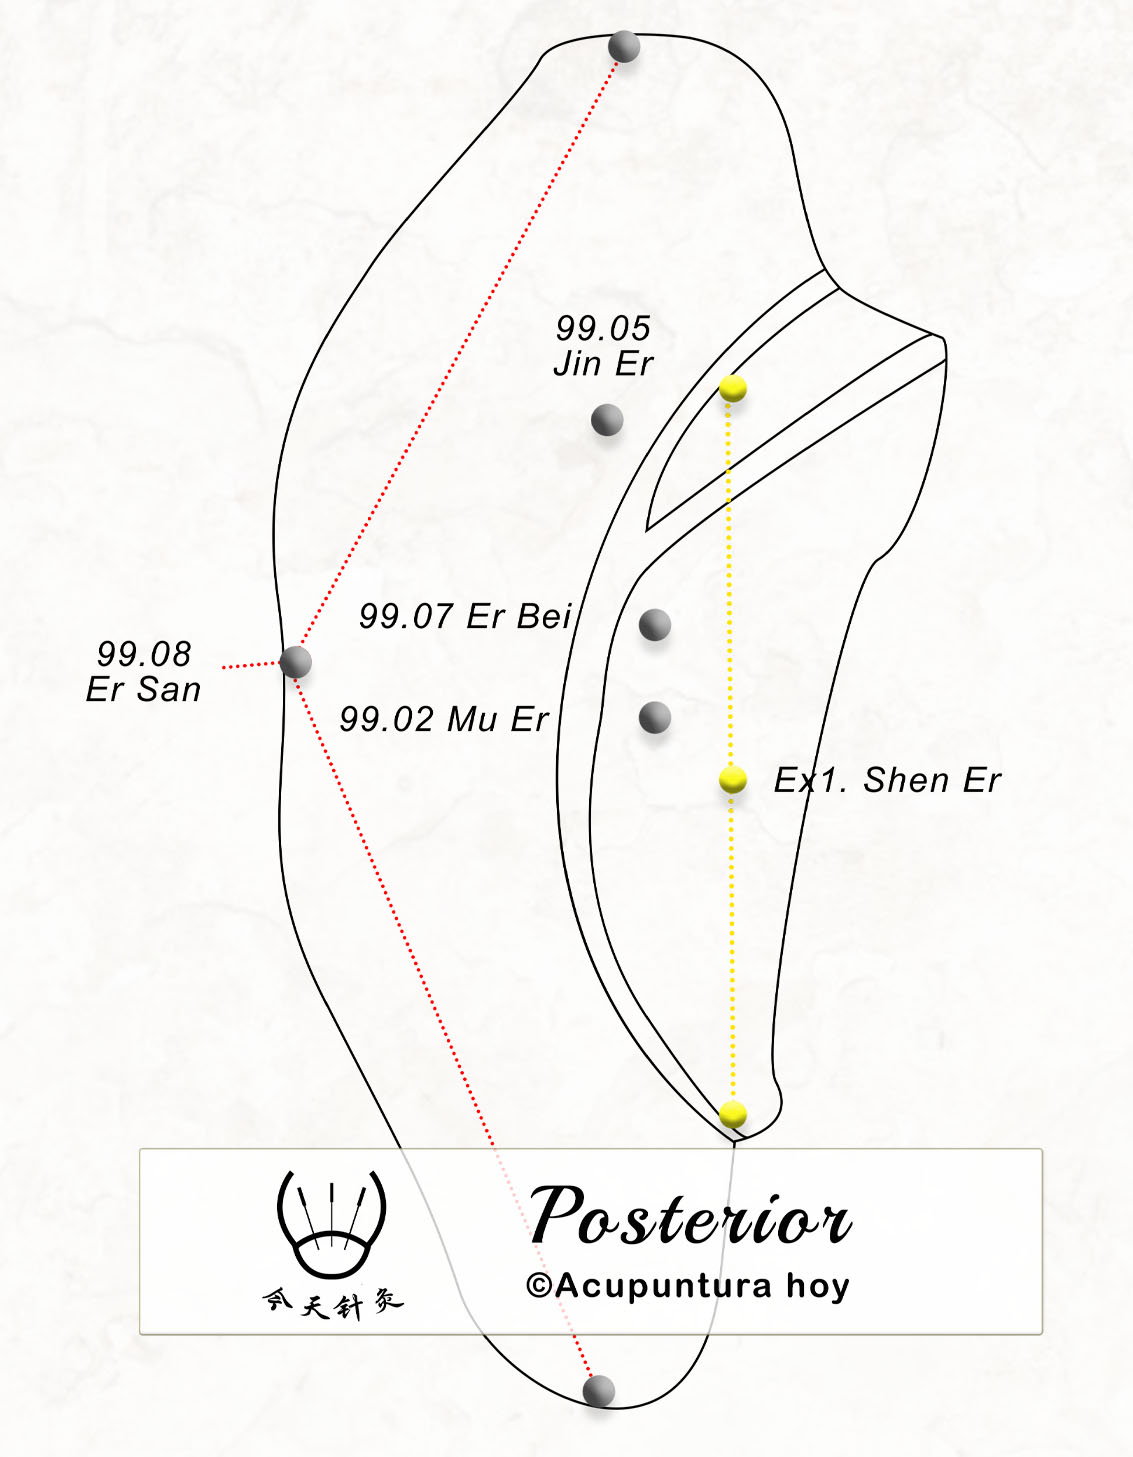 99.05
Jin Er
99.07 Er Bei
99.08
Er San
99.02 Mu Er
Ex1. Shen Er
Posterior
©Acupuntura hoy
今天针灸